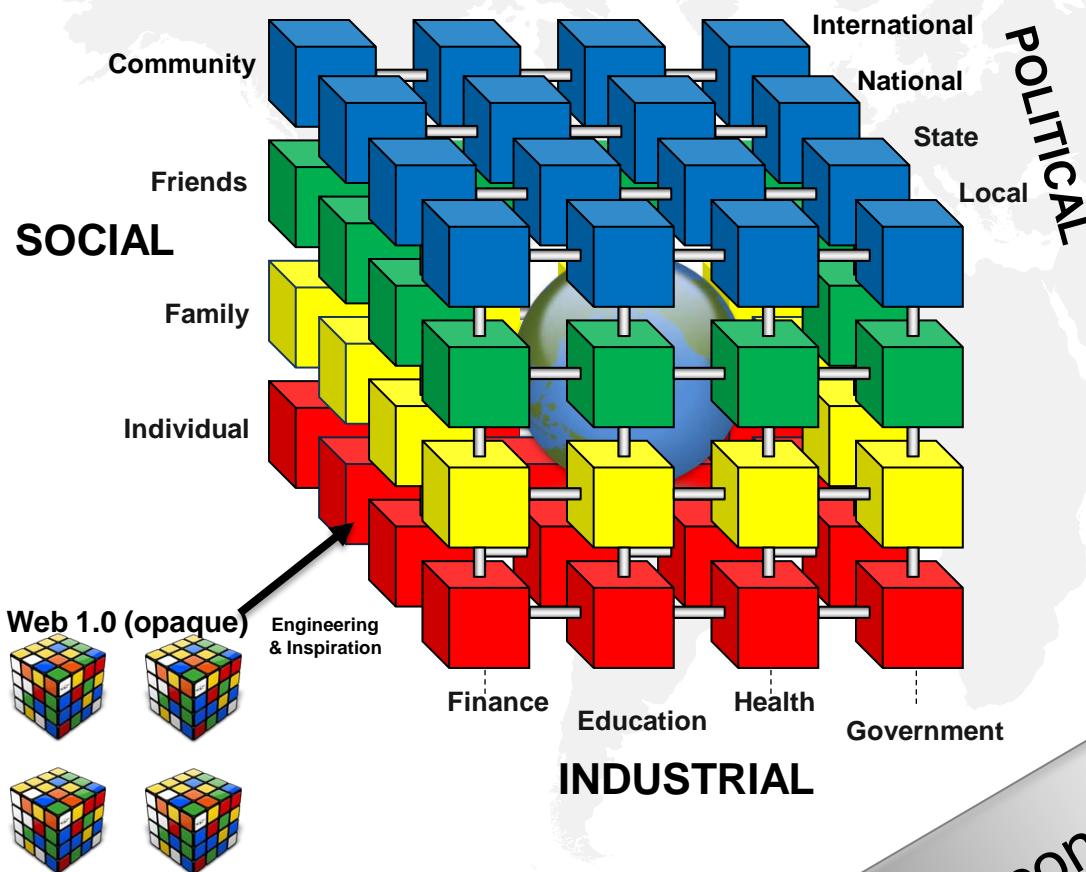 International
POLITICAL
Community
National
State
Friends
Local
SOCIAL
Family
Individual
Web 1.0 (opaque)
Engineering
& Inspiration
Finance
Health
Education
Government
INDUSTRIAL